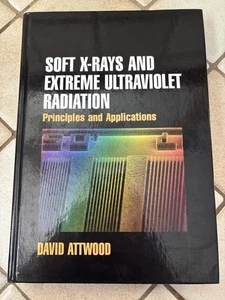 SOFT X-RAYS AND
EXTREME ULTRAVIOLET
RADIATION
Principles and Applications
DAVID ATTWOOD